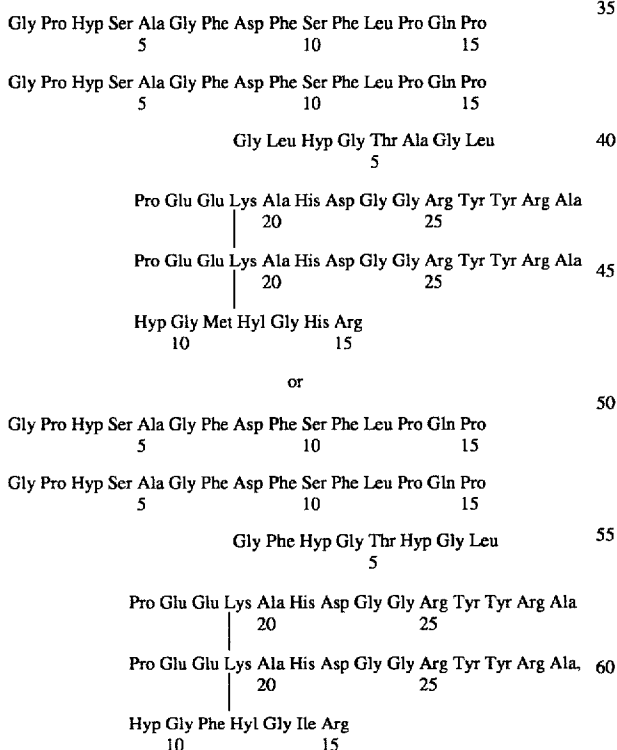 35
Gly Pro Hyp Ser Ala Gly Phe Asp Phe Ser Phe Leu Pro Gln Pro
5 10 15
Gly Pro Hyp Ser Ala Gly Phe Asp Phe Ser Phe Leu Pro Gln Pro
5 10 15
Gly Leu Hyp Gly Thr Ala Gly Leu 40
5
Pro Glu Glu Lys Ala His Asp Gly Gly Arg Tyr Tyr Arg Ala
20 25
Pro Glu Glu Lys Ala His Asp Gly Gly Arg Tyr Tyr Arg Ala 45
20 25
Hyp Gly Met Hyl Gly His Arg
10 15
or
50
Gly Pro Hyp Ser Ala Gly Phe Asp Phe Ser Phe Leu Pro Gln Pro
5 10 15
Gly Pro Hyp Ser Ala Gly Phe Asp Phe Ser Phe Leu Pro Gln Pro
5 10 15
Gly Phe Hyp Gly Thr Hyp Gly Leu 55
5
Pro Glu Glu Lys Ala His Asp Gly Gly Arg Tyr Tyr Arg Ala
20 25
Pro Glu Glu Lys Ala His Asp Gly Gly Arg Tyr Tyr Arg Ala, 60
20 25
Hyp Gly Phe Hyl Gly Ile Arg
10 15